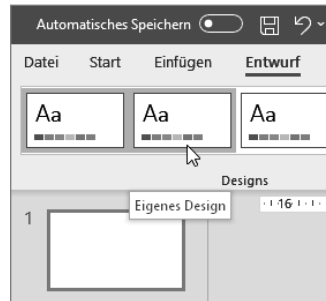 Automatisches Speichern
Datei Start Einfügen Entwurf
Aa Aa Aa
Designs
Eigenes Design
16
1